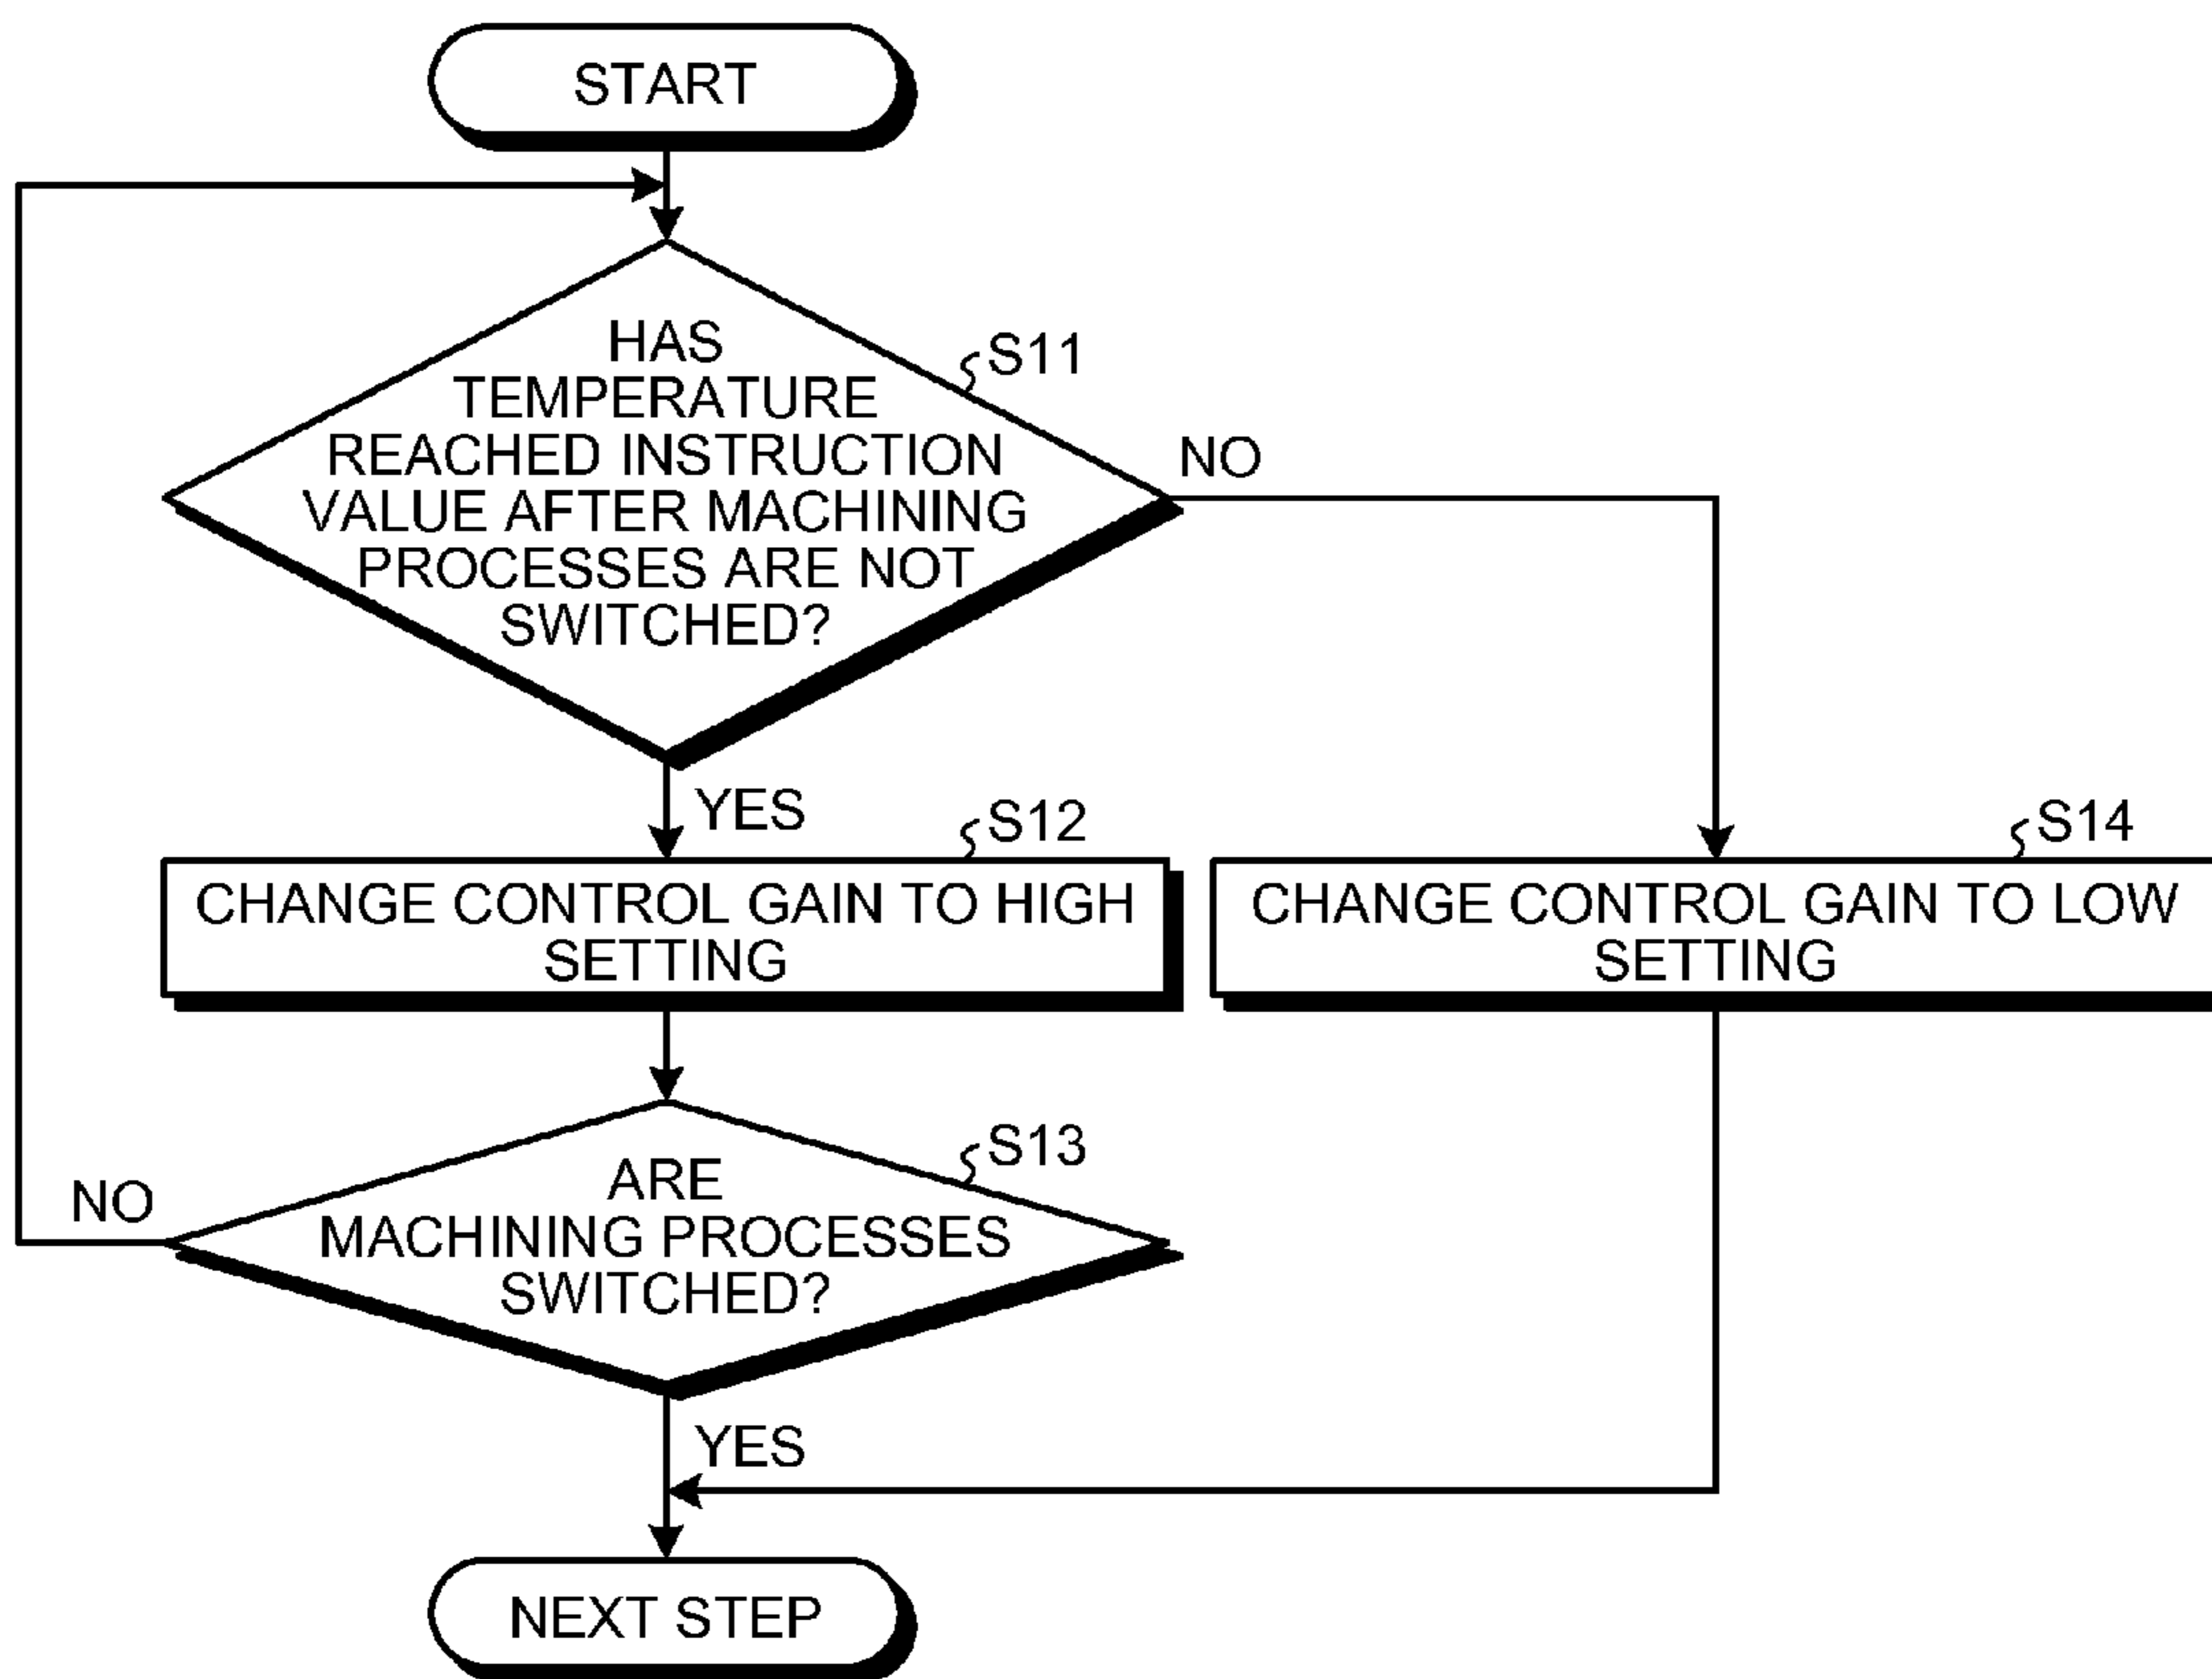 START
HAS
TEMPERATURE
REACHED INSTRUCTION
VALUE AFTER MACHINING
PROCESSES ARE NOT
SWITCHED?
S11
NO
YES
S12
CHANGE CONTROL GAIN TO HIGH
SETTING
S14
CHANGE CONTROL GAIN TO LOW
SETTING
S13
ARE
MACHINING PROCESSES
SWITCHED?
NO
YES
NEXT STEP